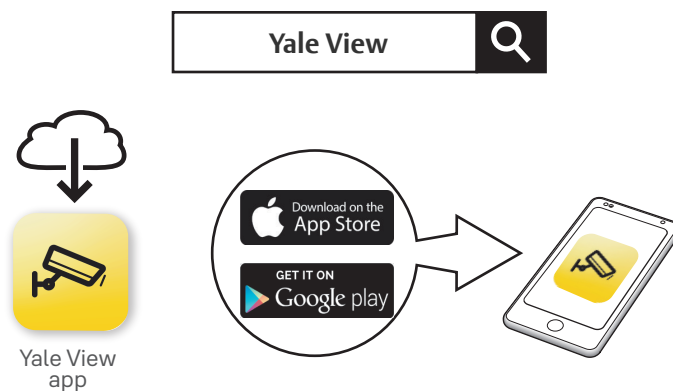 Yale View
Download on the
App Store
GET IT ON
Google play
Yale View
app